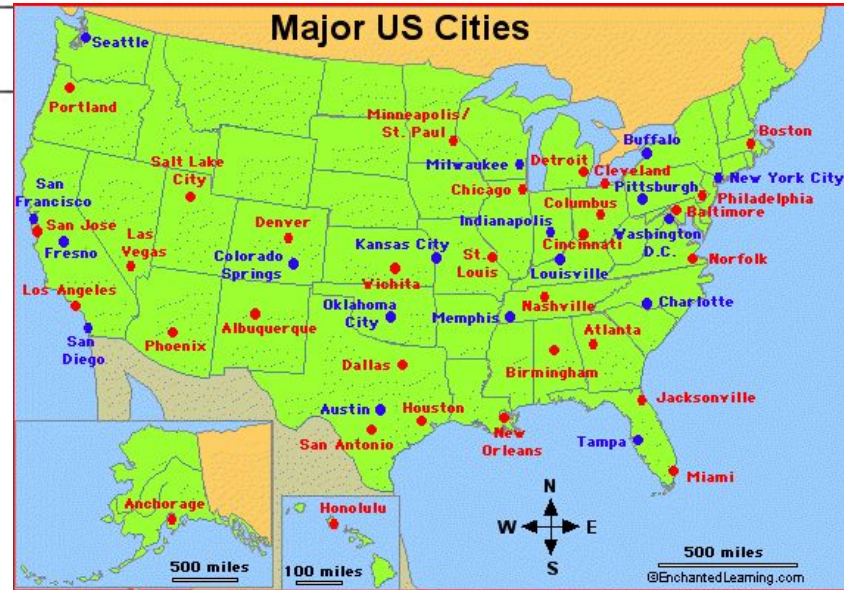 Major US Cities
Seattle
Portland
Minneapolis/
St. Paul
Boston
Buffalo
Salt Lake
City
Milwaukee
Detroit
Cleveland
New York City
San
Francisco
Chicago
Pittsburgh
Philadelphia
Columbus
Baltimore
San Jose
Las
Vegas
Denver
Indianapolis
Kansas City
Cincinnati
Washington
D.C.
Fresno
Colorado
Springs
St.
Louis
Louisville
Norfolk
Wichita
Los Angeles
Oklahoma
City
Memphis
Nashville
Charlotte
Albuquerque
San
Diego
Phoenix
Atlanta
Dallas
Birmingham
Jacksonville
Austin
Houston
New
Orleans
San Antonio
Tampa
Miami
Anchorage
Honolulu
N
W
E
S
500 miles
100 miles
500 miles
©EnchantedLearning.com